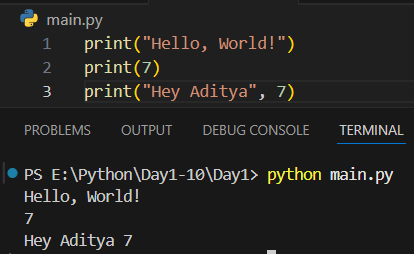 main.py
1 print("Hello, World!")
2 print(7)
3 print("Hey Aditya", 7)
PROBLEMS OUTPUT DEBUG CONSOLE TERMINAL
PS E:\Python\Day1-10\Day1> python main.py
Hello, World!
7
Hey Aditya 7